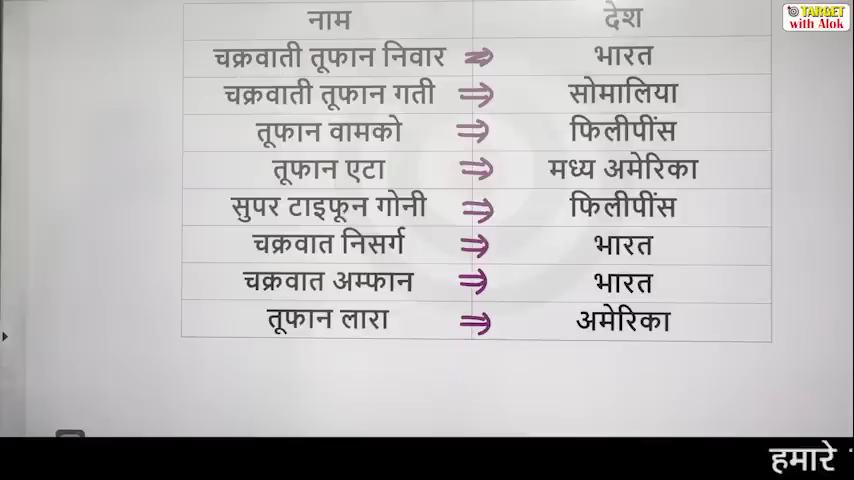 TARGET
with Alok
नाम देश
चक्रवाती तूफान निवार ⇒ भारत
चक्रवाती तूफान गती ⇒ सोमालिया
तूफान वामको ⇒ फिलीपींस
तूफान एटा ⇒ मध्य अमेरिका
सुपर टाइफून गोनी ⇒ फिलीपींस
चक्रवात निसर्ग ⇒ भारत
चक्रवात अम्फान ⇒ भारत
तूफान लारा ⇒ अमेरिका
हमारे